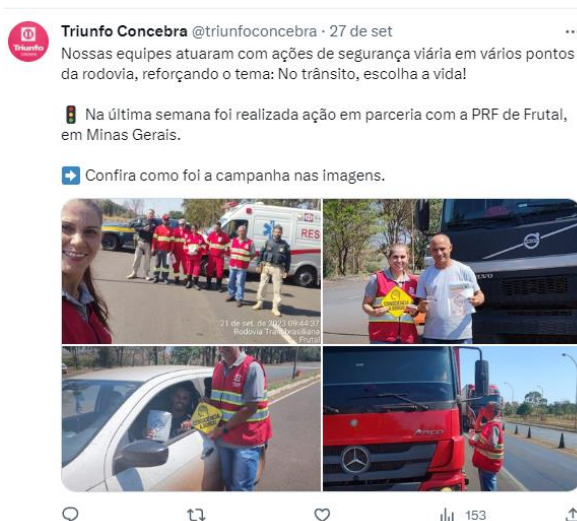 Triunfo Concebra @triunfoconcebra · 27 de set
Nossas equipes atuaram com ações de segurança viária em vários pontos
da rodovia, reforçando o tema: No trânsito, escolha a vida!
🚦 Na última semana foi realizada ação em parceria com a PRF de Frutal,
em Minas Gerais.
➡️ Confira como foi a campanha nas imagens.
Triunfo
RES
21 de set. de 2023 09:44:37
Rodovia Transbrasiliana
Frutal
VOLVO
153